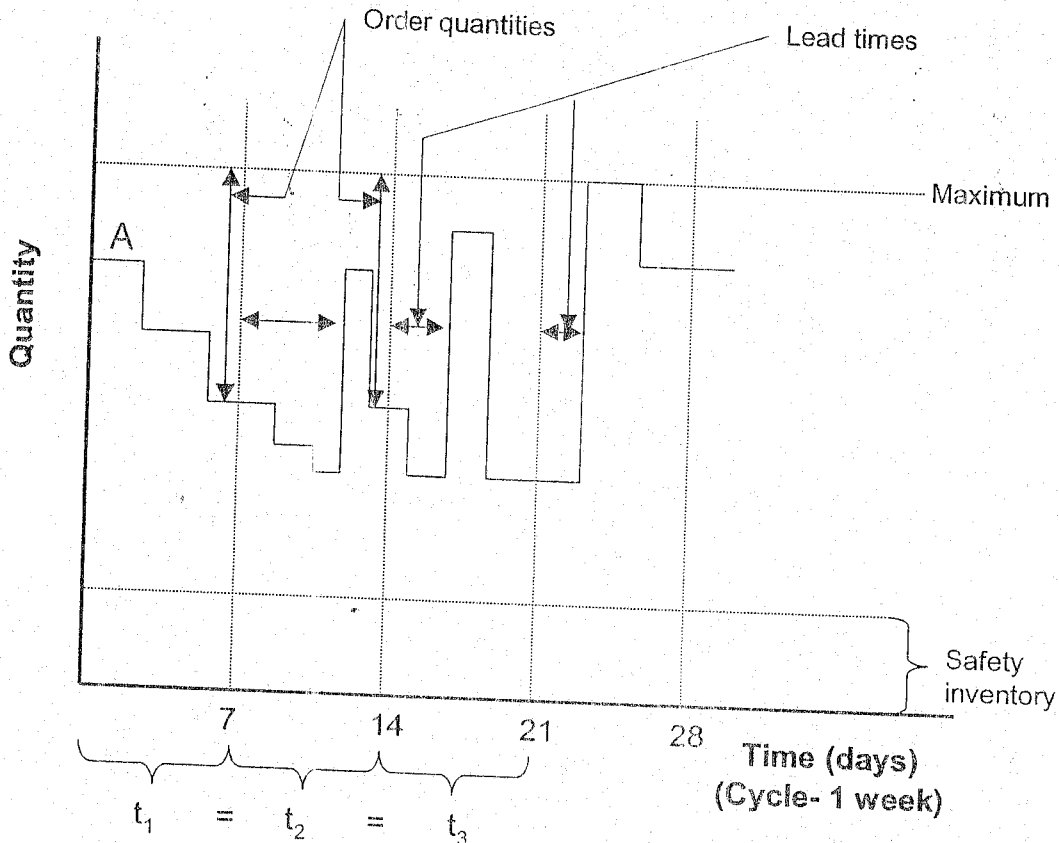 Order quantities
Lead times
Maximum
A
Quantity
Safety
inventory
7 14 21 28
Time (days)
(Cycle- 1 week)
t₁ = t₂ = t₃